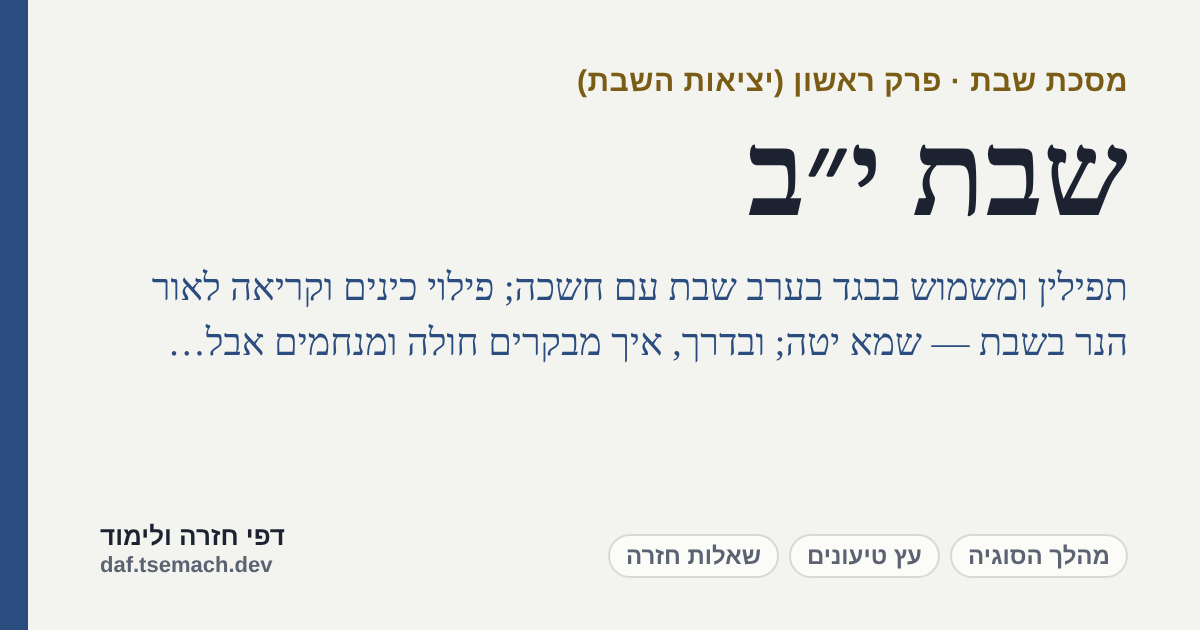 מסכת שבת · פרק ראשון (יציאות השבת)
שבת י״ב
תפילין ומשמוש בבגד בערב שבת עם חשכה; פילוי כינים וקריאה לאור
הנר בשבת — שמא יטה; ובדרך, איך מבקרים חולה ומנחמים אבל…
מהלך הסוגיה
עץ טיעונים
שאלות חזרה
דפי חזרה ולימוד
daf.tsemach.dev